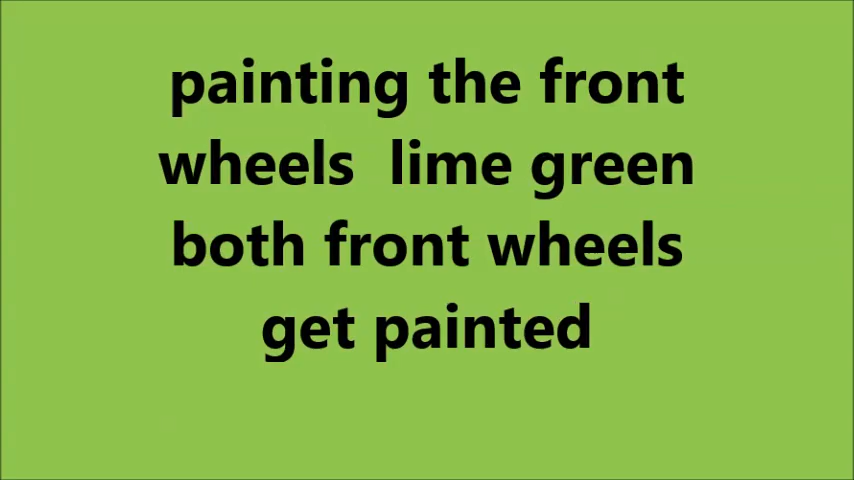 painting the front
wheels  lime green
both front wheels
get painted